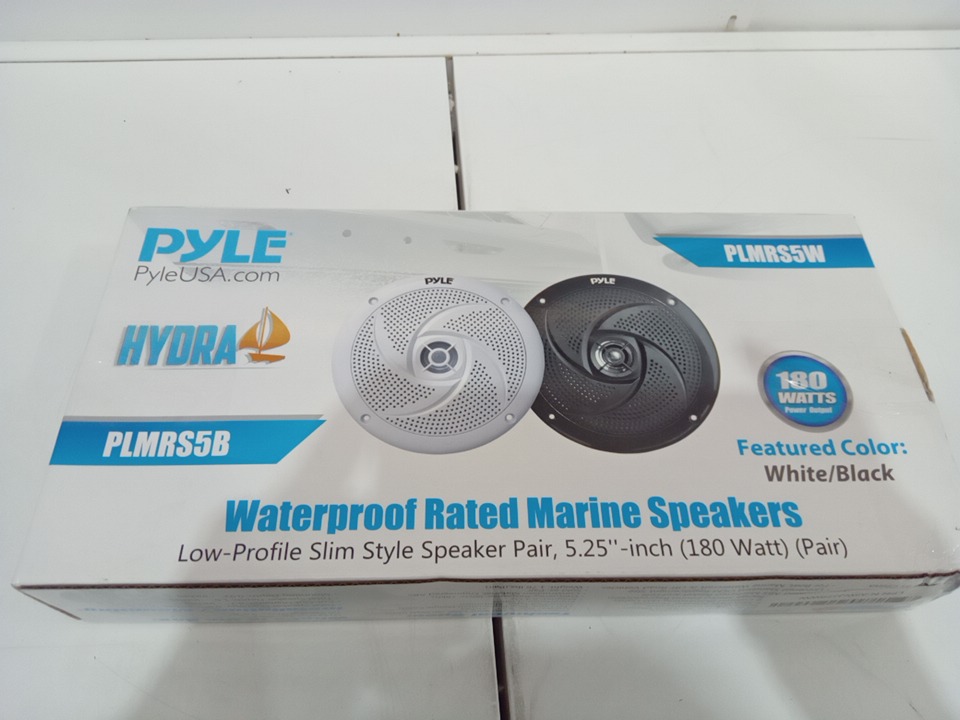 PYLE
PyleUSA.com
HYDRA
PLMRS5B
PYLE
PYLE
PLMRS5W
180
WATTS
Power Output
Featured Color:
White/Black
Waterproof Rated Marine Speakers
Low-Profile Slim Style Speaker Pair, 5.25''-inch (180 Watt) (Pair)